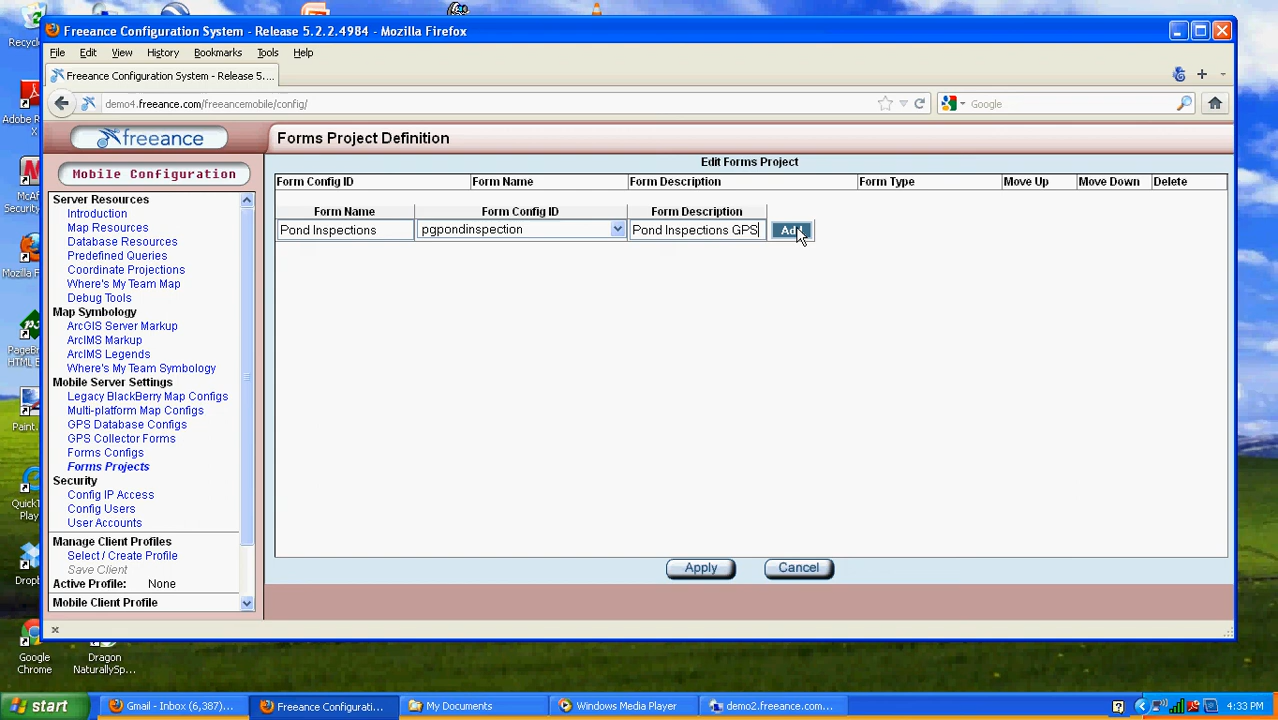 Freeance Configuration System - Release 5.2.2.4984 - Mozilla Firefox
File Edit View History Bookmarks Tools Help
Freeance Configuration System - Release 5....
demo4.freeance.com/freeancemobile/config/
Google
freeance
Forms Project Definition
Mobile Configuration
Edit Forms Project
Server Resources
Introduction
Map Resources
Database Resources
Predefined Queries
Coordinate Projections
Where's My Team Map
Debug Tools
Map Symbology
ArcGIS Server Markup
ArcIMS Markup
ArcIMS Legends
Where's My Team Symbology
Mobile Server Settings
Legacy BlackBerry Map Configs
Multi-platform Map Configs
GPS Database Configs
GPS Collector Forms
Forms Configs
Forms Projects
Security
Config IP Access
Config Users
User Accounts
Manage Client Profiles
Select / Create Profile
Save Client
Active Profile: None
Mobile Client Profile
Form Config ID Form Name Form Description Form Type Move Up Move Down Delete
Form Name Form Config ID Form Description
Pond Inspections pgpondinspection Pond Inspections GPS
Apply Cancel
x
Adobe R
X
Mozilla F
Paint.
Google
Chrome
Dragon
NaturallySp...
start
Gmail - Inbox (6,387)...
Freeance Configurati...
My Documents
Windows Media Player
demo2.freeance.com...
4:33 PM